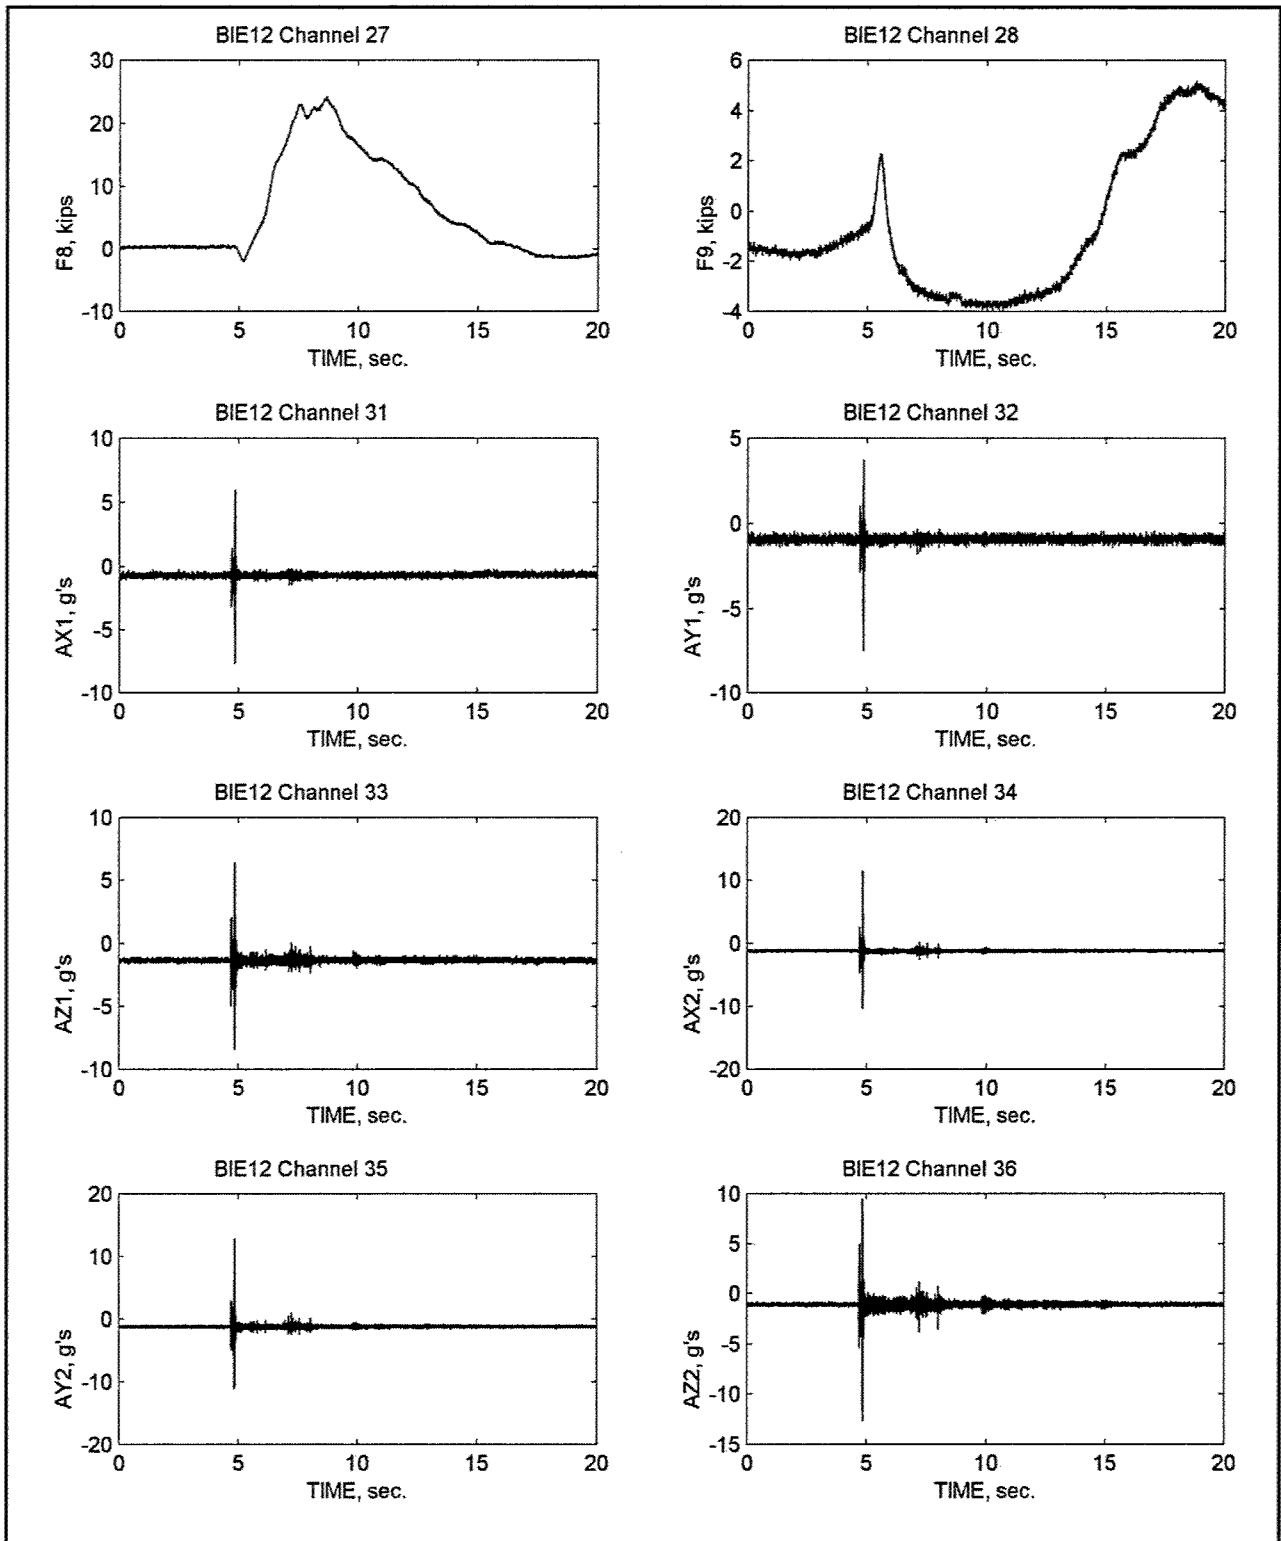 BIE12 Channel 27
30
20
10
0
-10
F8, kips
0 5 10 15 20
TIME, sec.
BIE12 Channel 28
6
4
2
0
-2
-4
F9, kips
0 5 10 15 20
TIME, sec.
BIE12 Channel 31
10
5
0
-5
-10
AX1, g's
0 5 10 15 20
TIME, sec.
BIE12 Channel 32
5
0
-5
-10
AY1, g's
0 5 10 15 20
TIME, sec.
BIE12 Channel 33
10
5
0
-5
-10
AZ1, g's
0 5 10 15 20
TIME, sec.
BIE12 Channel 34
20
10
0
-10
-20
AX2, g's
0 5 10 15 20
TIME, sec.
BIE12 Channel 35
20
10
0
-10
-20
AY2, g's
0 5 10 15 20
TIME, sec.
BIE12 Channel 36
10
5
0
-5
-10
-15
AZ2, g's
0 5 10 15 20
TIME, sec.